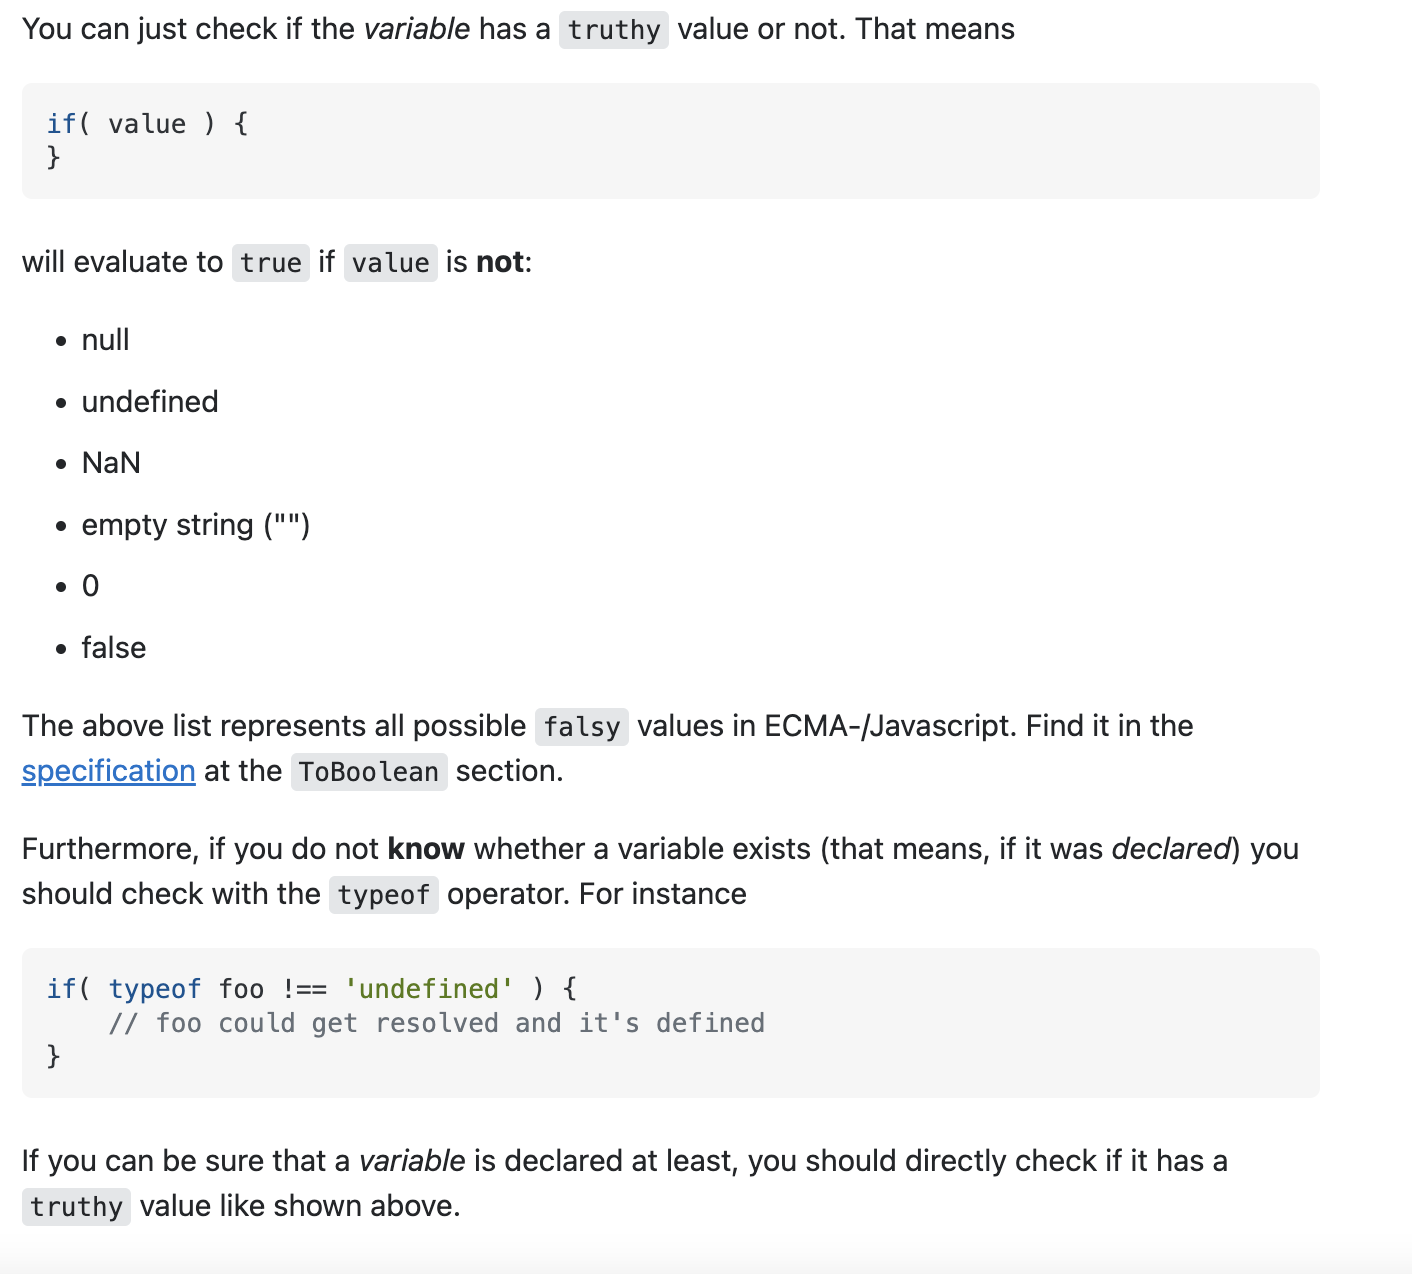 You can just check if the variable has a truthy value or not. That means
if( value ) {
}
will evaluate to true if value is not:
• null
• undefined
• NaN
• empty string ("")
• 0
• false
The above list represents all possible falsy values in ECMA-/Javascript. Find it in the
specification at the ToBoolean section.
Furthermore, if you do not know whether a variable exists (that means, if it was declared) you
should check with the typeof operator. For instance
if( typeof foo !== 'undefined' ) {
    // foo could get resolved and it's defined
}
If you can be sure that a variable is declared at least, you should directly check if it has a
truthy value like shown above.